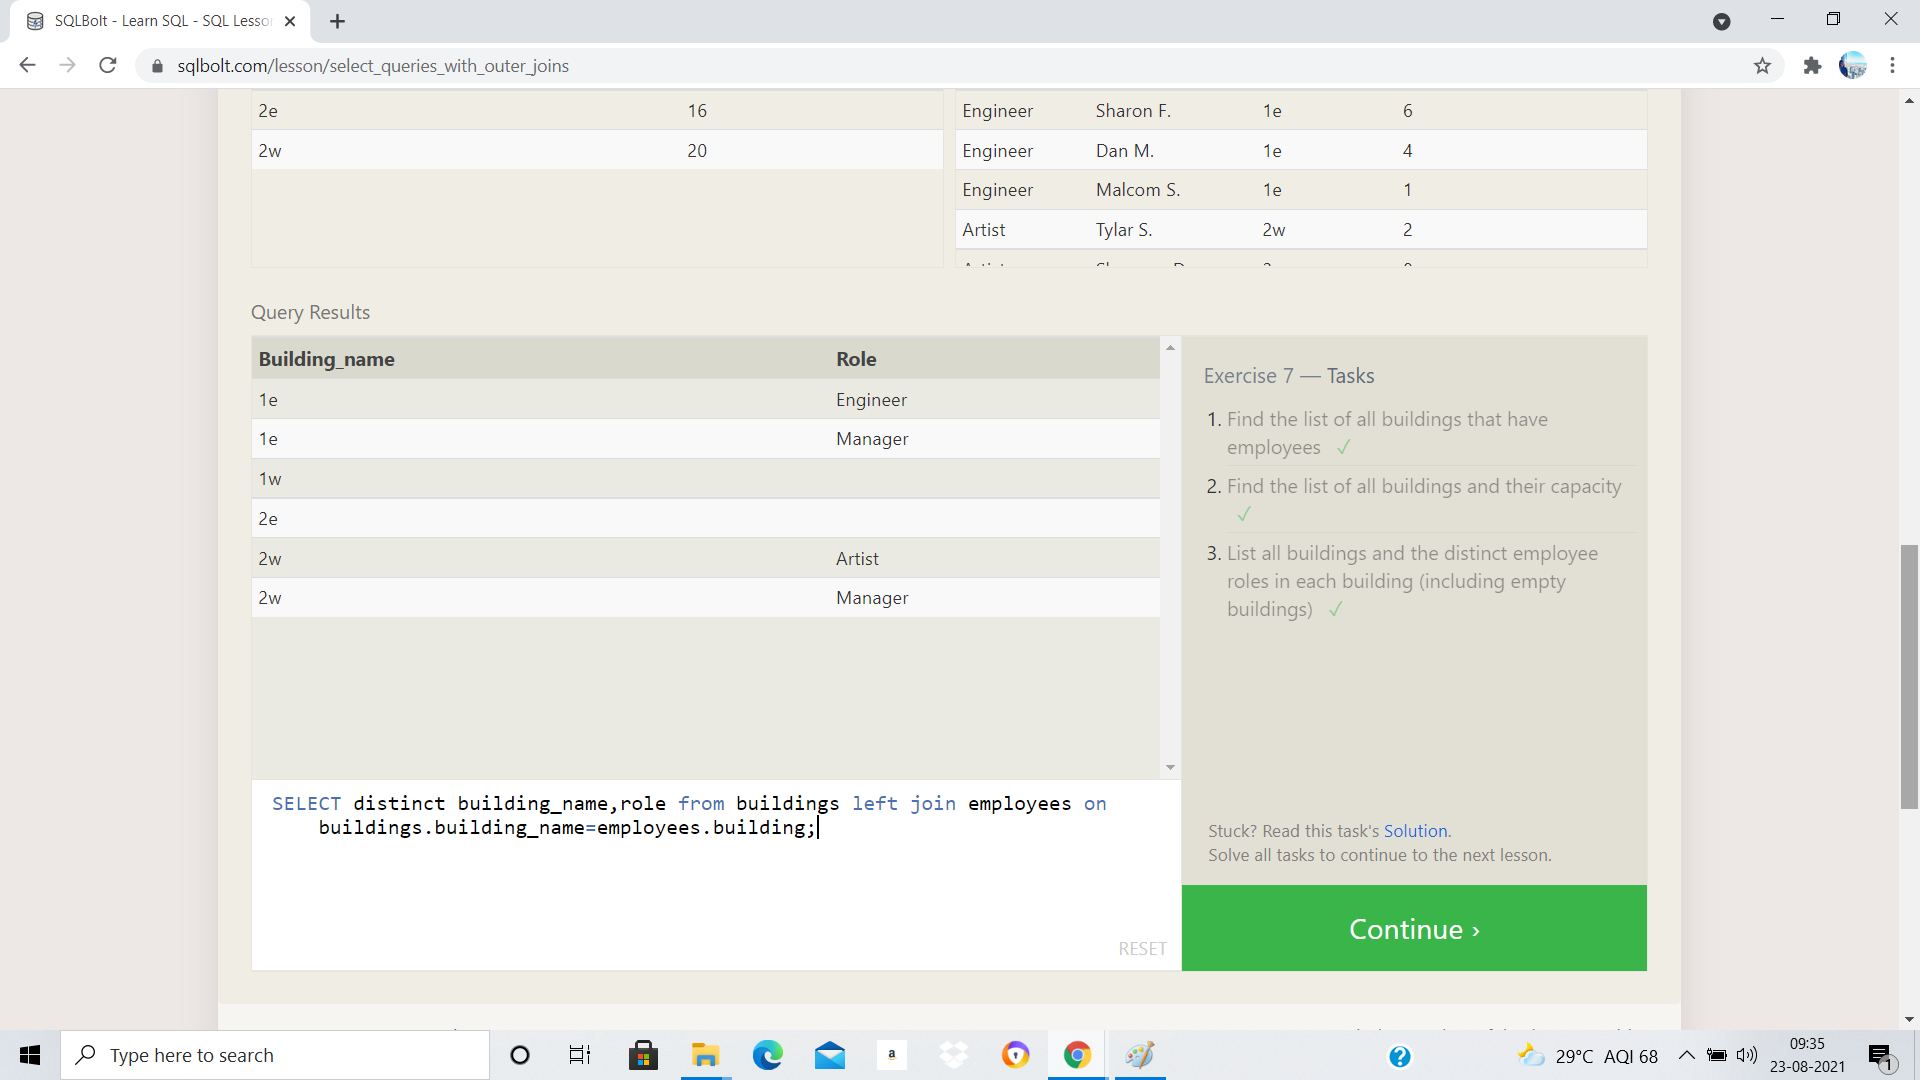 SQLBolt - Learn SQL - SQL Lesso
sqlbolt.com/lesson/select_queries_with_outer_joins
2e 16
2w 20
Engineer Sharon F. 1e 6
Engineer Dan M. 1e 4
Engineer Malcom S. 1e 1
Artist Tylar S. 2w 2
Query Results
Building_name Role
1e Engineer
1e Manager
1w
2e
2w Artist
2w Manager
Exercise 7 — Tasks
1. Find the list of all buildings that have
employees ✓
2. Find the list of all buildings and their capacity
✓
3. List all buildings and the distinct employee
roles in each building (including empty
buildings) ✓
SELECT distinct building_name,role from buildings left join employees on
buildings.building_name=employees.building;
RESET
Stuck? Read this task's Solution.
Solve all tasks to continue to the next lesson.
Continue ›
Type here to search
a
29°C AQI 68
09:35
23-08-2021
1